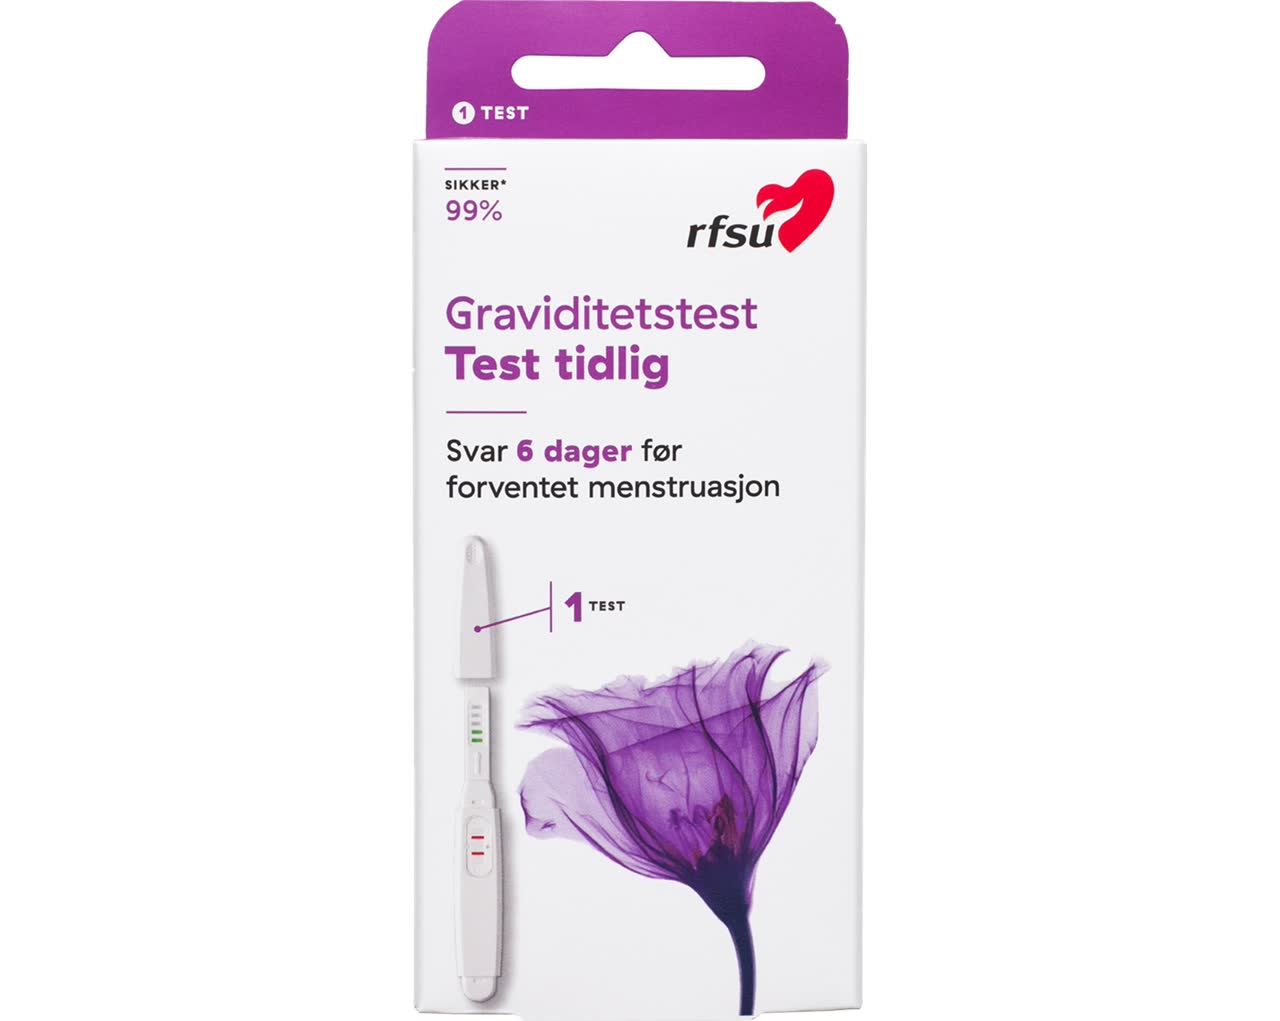 1 TEST
SIKKER*
99%
rfsu
Graviditetstest
Test tidlig
Svar 6 dager før
forventet menstruasjon
1 TEST